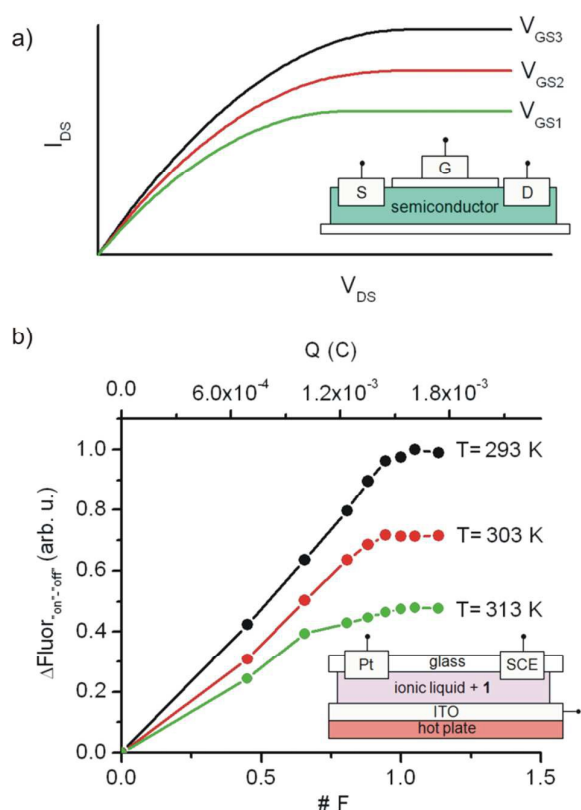 a)
I_DS
V_GS3
V_GS2
V_GS1
G
S
D
semiconductor
V_DS
b)
Q (C)
0.0
6.0x10⁻⁴
1.2x10⁻³
1.8x10⁻³
ΔFluor"on"-"off" (arb. u.)
1.0
0.8
0.6
0.4
0.2
0.0
T= 293 K
T= 303 K
T= 313 K
Pt
glass
SCE
ionic liquid + 1
ITO
hot plate
0.0
0.5
1.0
1.5
# F